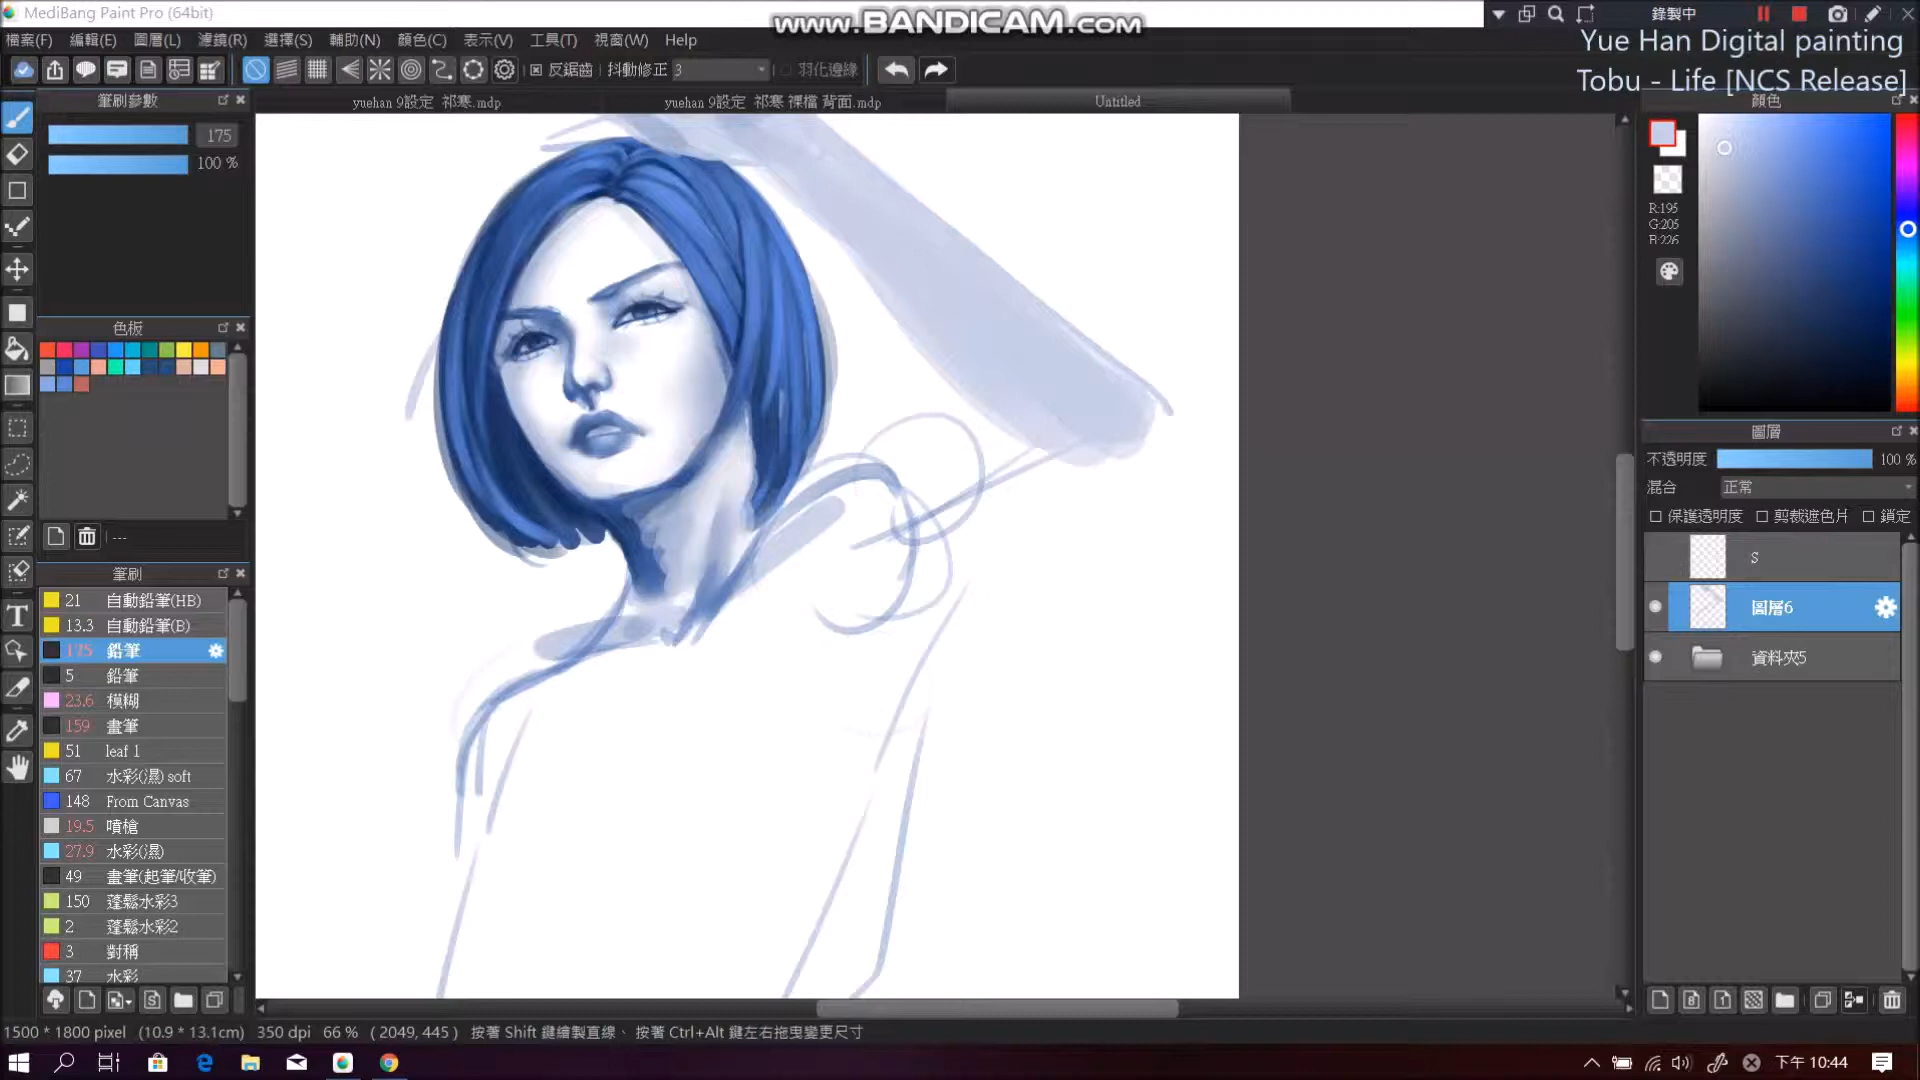 MediBang Paint Pro (64bit)
www.BANDICAM.com
錄製中
檔案(F) 編輯(E) 圖層(L) 濾鏡(R) 選擇(S) 輔助(N) 顏色(C) 表示(V) 工具(T) 視窗(W) Help
Yue Han Digital painting
反鋸齒 抖動修正 3 羽化邊緣
Tobu - Life [NCS Release]
筆刷參數
yuehan 9設定 祁寒.mdp
yuehan 9設定 祁寒 裸檔 背面.mdp
Untitled
顏色
175
100 %
R:195
G:205
B:226
色板
---
圖層
不透明度 100 %
混合 正常
保護透明度 剪裁遮色片 鎖定
S
圖層6
資料夾5
筆刷
21 自動鉛筆(HB)
13.3 自動鉛筆(B)
175 鉛筆
5 鉛筆
23.6 模糊
159 畫筆
51 leaf 1
67 水彩(濕) soft
148 From Canvas
19.5 噴槍
27.9 水彩(濕)
49 畫筆(起筆/收筆)
150 蓬鬆水彩3
2 蓬鬆水彩2
3 對稱
37 水彩
1500 * 1800 pixel (10.9 * 13.1cm) 350 dpi 66 % ( 2049, 445 ) 按著 Shift 鍵繪製直線、按著 Ctrl+Alt 鍵左右拖曳變更尺寸
下午 10:44